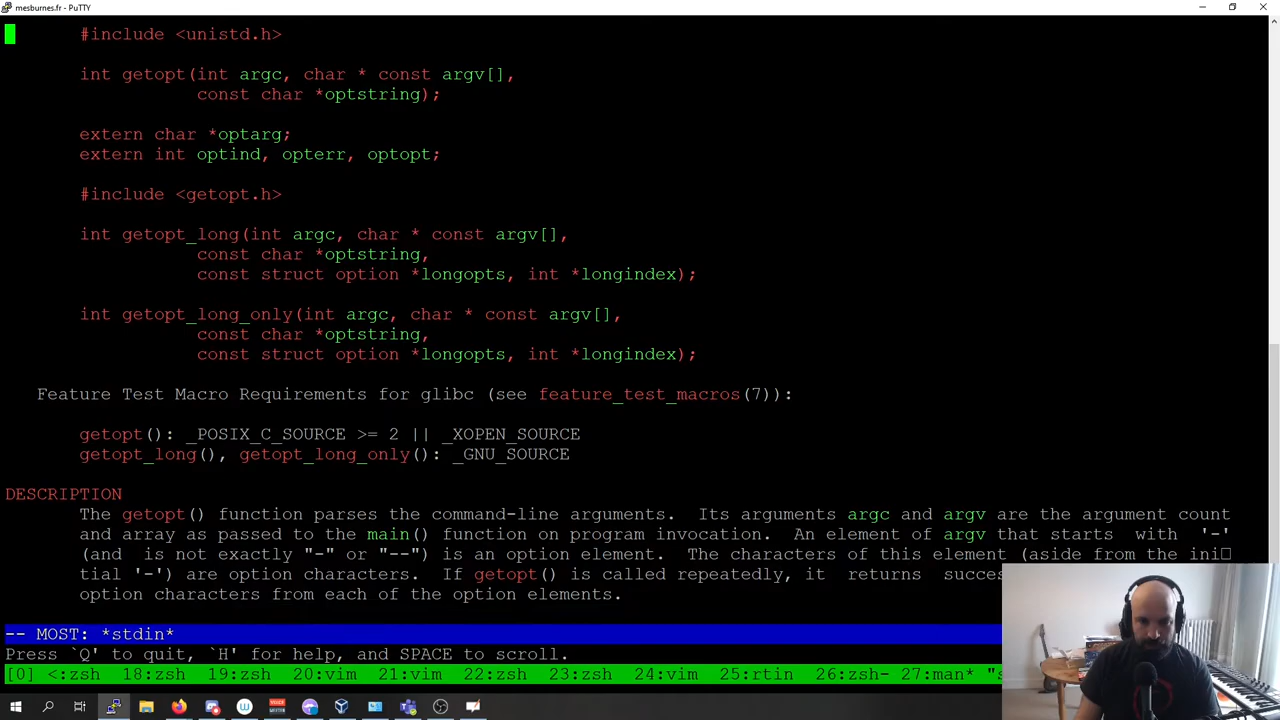 mesburnes.fr - PuTTY
#include <unistd.h>
int getopt(int argc, char * const argv[],
const char *optstring);
extern char *optarg;
extern int optind, opterr, optopt;
#include <getopt.h>
int getopt_long(int argc, char * const argv[],
const char *optstring,
const struct option *longopts, int *longindex);
int getopt_long_only(int argc, char * const argv[],
const char *optstring,
const struct option *longopts, int *longindex);
Feature Test Macro Requirements for glibc (see feature_test_macros(7)):
getopt(): _POSIX_C_SOURCE >= 2 || _XOPEN_SOURCE
getopt_long(), getopt_long_only(): _GNU_SOURCE
DESCRIPTION
The getopt() function parses the command-line arguments. Its arguments argc and argv are the argument count
and array as passed to the main() function on program invocation. An element of argv that starts with '-'
(and is not exactly "-" or "--") is an option element. The characters of this element (aside from the ini□
tial '-') are option characters. If getopt() is called repeatedly, it returns
option characters from each of the option elements.
-- MOST: *stdin*
Press `Q' to quit, `H' for help, and SPACE to scroll.
[0] <:zsh 18:zsh 19:zsh 20:vim 21:vim 22:zsh 23:zsh 24:vim 25:rtin 26:zsh- 27:man*